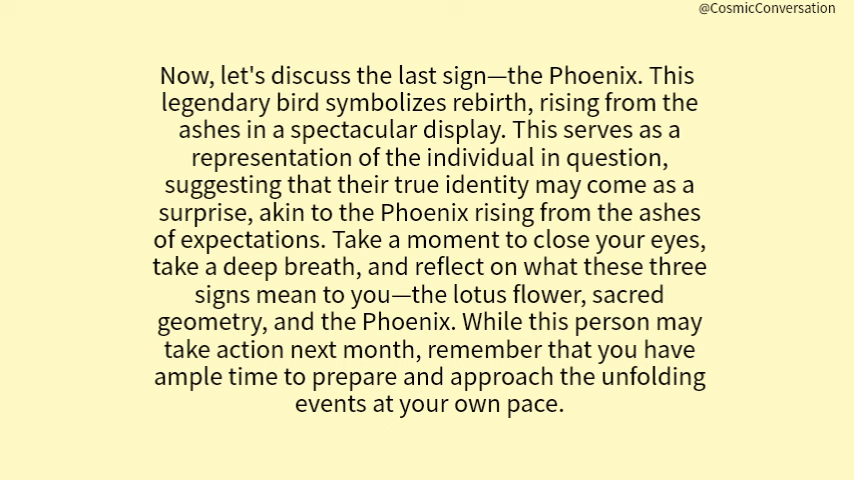 @CosmicConversation
Now, let's discuss the last sign—the Phoenix. This
legendary bird symbolizes rebirth, rising from the
ashes in a spectacular display. This serves as a
representation of the individual in question,
suggesting that their true identity may come as a
surprise, akin to the Phoenix rising from the ashes
of expectations. Take a moment to close your eyes,
take a deep breath, and reflect on what these three
signs mean to you—the lotus flower, sacred
geometry, and the Phoenix. While this person may
take action next month, remember that you have
ample time to prepare and approach the unfolding
events at your own pace.